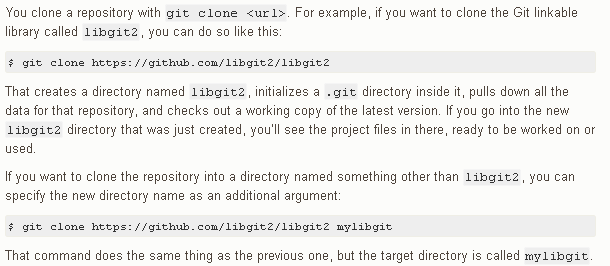 You clone a repository with git clone <url>. For example, if you want to clone the Git linkable
library called libgit2, you can do so like this:
$ git clone https://github.com/libgit2/libgit2
That creates a directory named libgit2, initializes a .git directory inside it, pulls down all the
data for that repository, and checks out a working copy of the latest version. If you go into the new
libgit2 directory that was just created, you'll see the project files in there, ready to be worked on or
used.
If you want to clone the repository into a directory named something other than libgit2, you can
specify the new directory name as an additional argument:
$ git clone https://github.com/libgit2/libgit2 mylibgit
That command does the same thing as the previous one, but the target directory is called mylibgit.